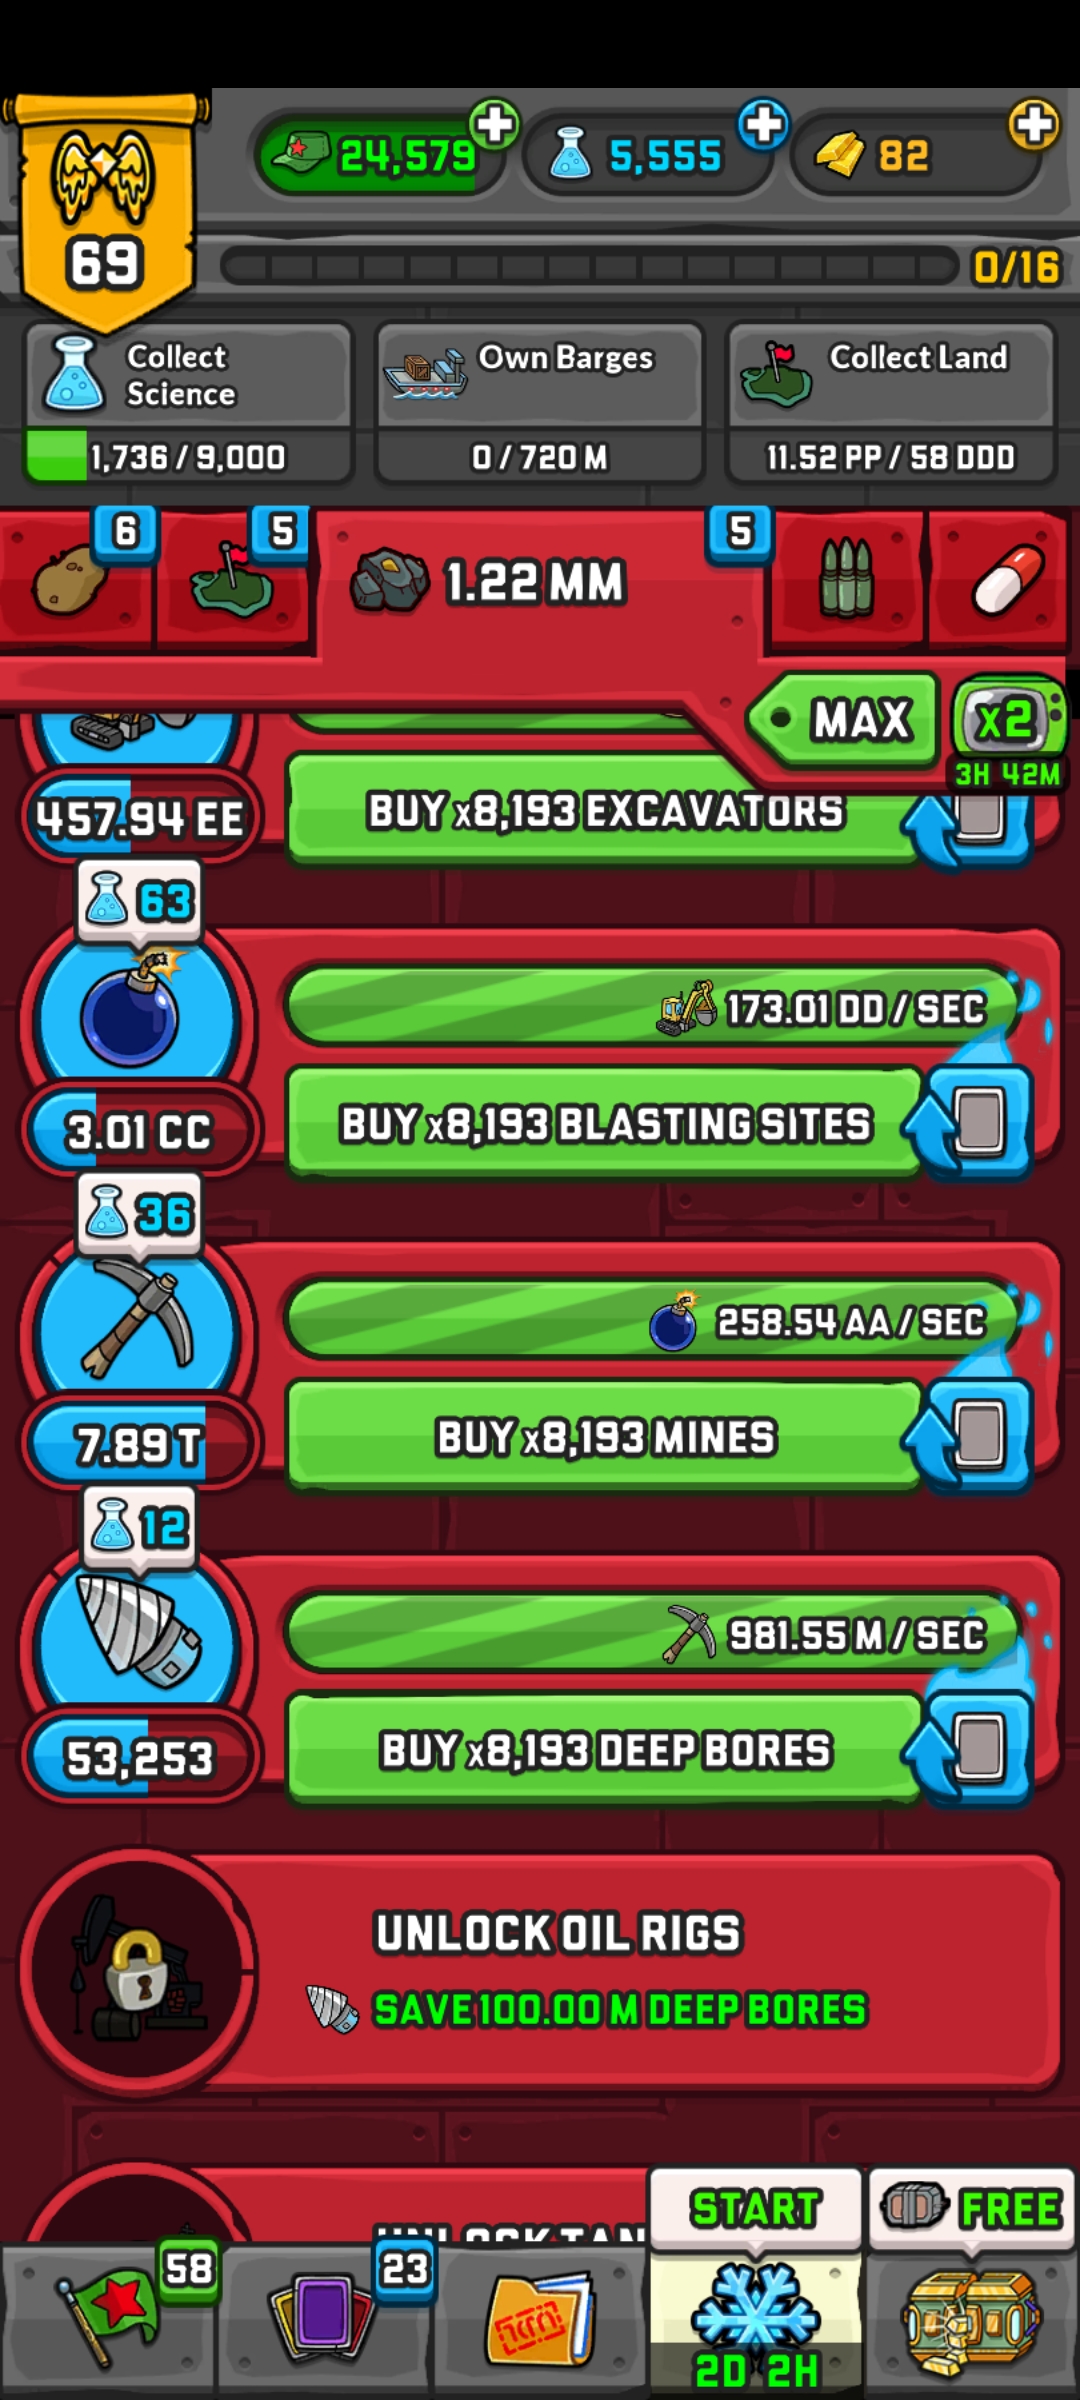 24,579
5,555
82
69
0/16
Collect
Science
Own Barges
Collect Land
1,736 / 9,000
0 / 720 M
11.52 PP / 58 DDD
6
5
1.22 MM
5
MAX
x2
3H 42M
457.94 EE
BUY x8,193 EXCAVATORS
63
173.01 DD / SEC
3.01 CC
BUY x8,193 BLASTING SITES
36
258.54 AA / SEC
7.89 T
BUY x8,193 MINES
12
981.55 M / SEC
53,253
BUY x8,193 DEEP BORES
UNLOCK OIL RIGS
SAVE 100.00 M DEEP BORES
UNLOCK TAN
START
FREE
58
23
2D 2H